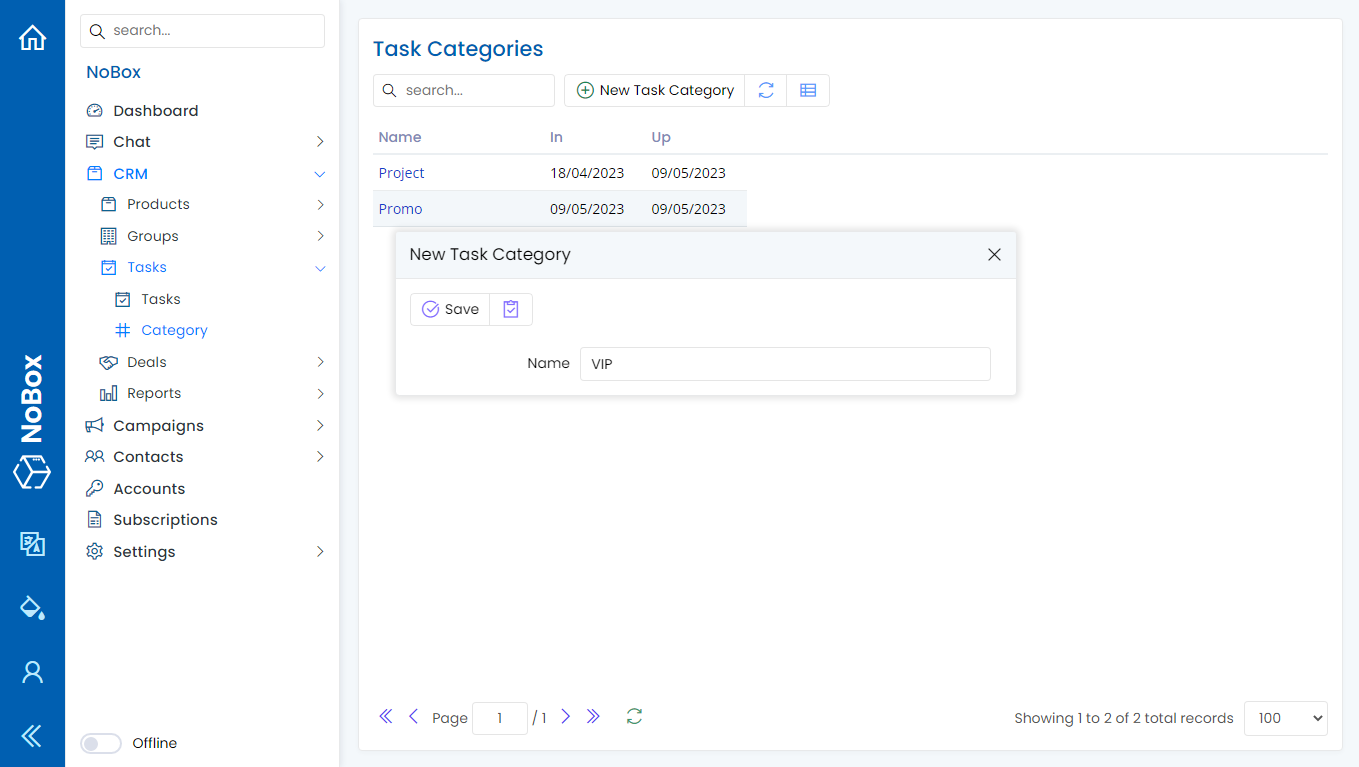 search...
NoBox
Dashboard
Chat
CRM
Products
Groups
Tasks
Tasks
Category
Deals
Reports
Campaigns
Contacts
Accounts
Subscriptions
Settings
Offline
NoBox
Task Categories
search...
New Task Category
Name In Up
Project 18/04/2023 09/05/2023
Promo 09/05/2023 09/05/2023
New Task Category
Save
Name VIP
Page 1 / 1
Showing 1 to 2 of 2 total records 100